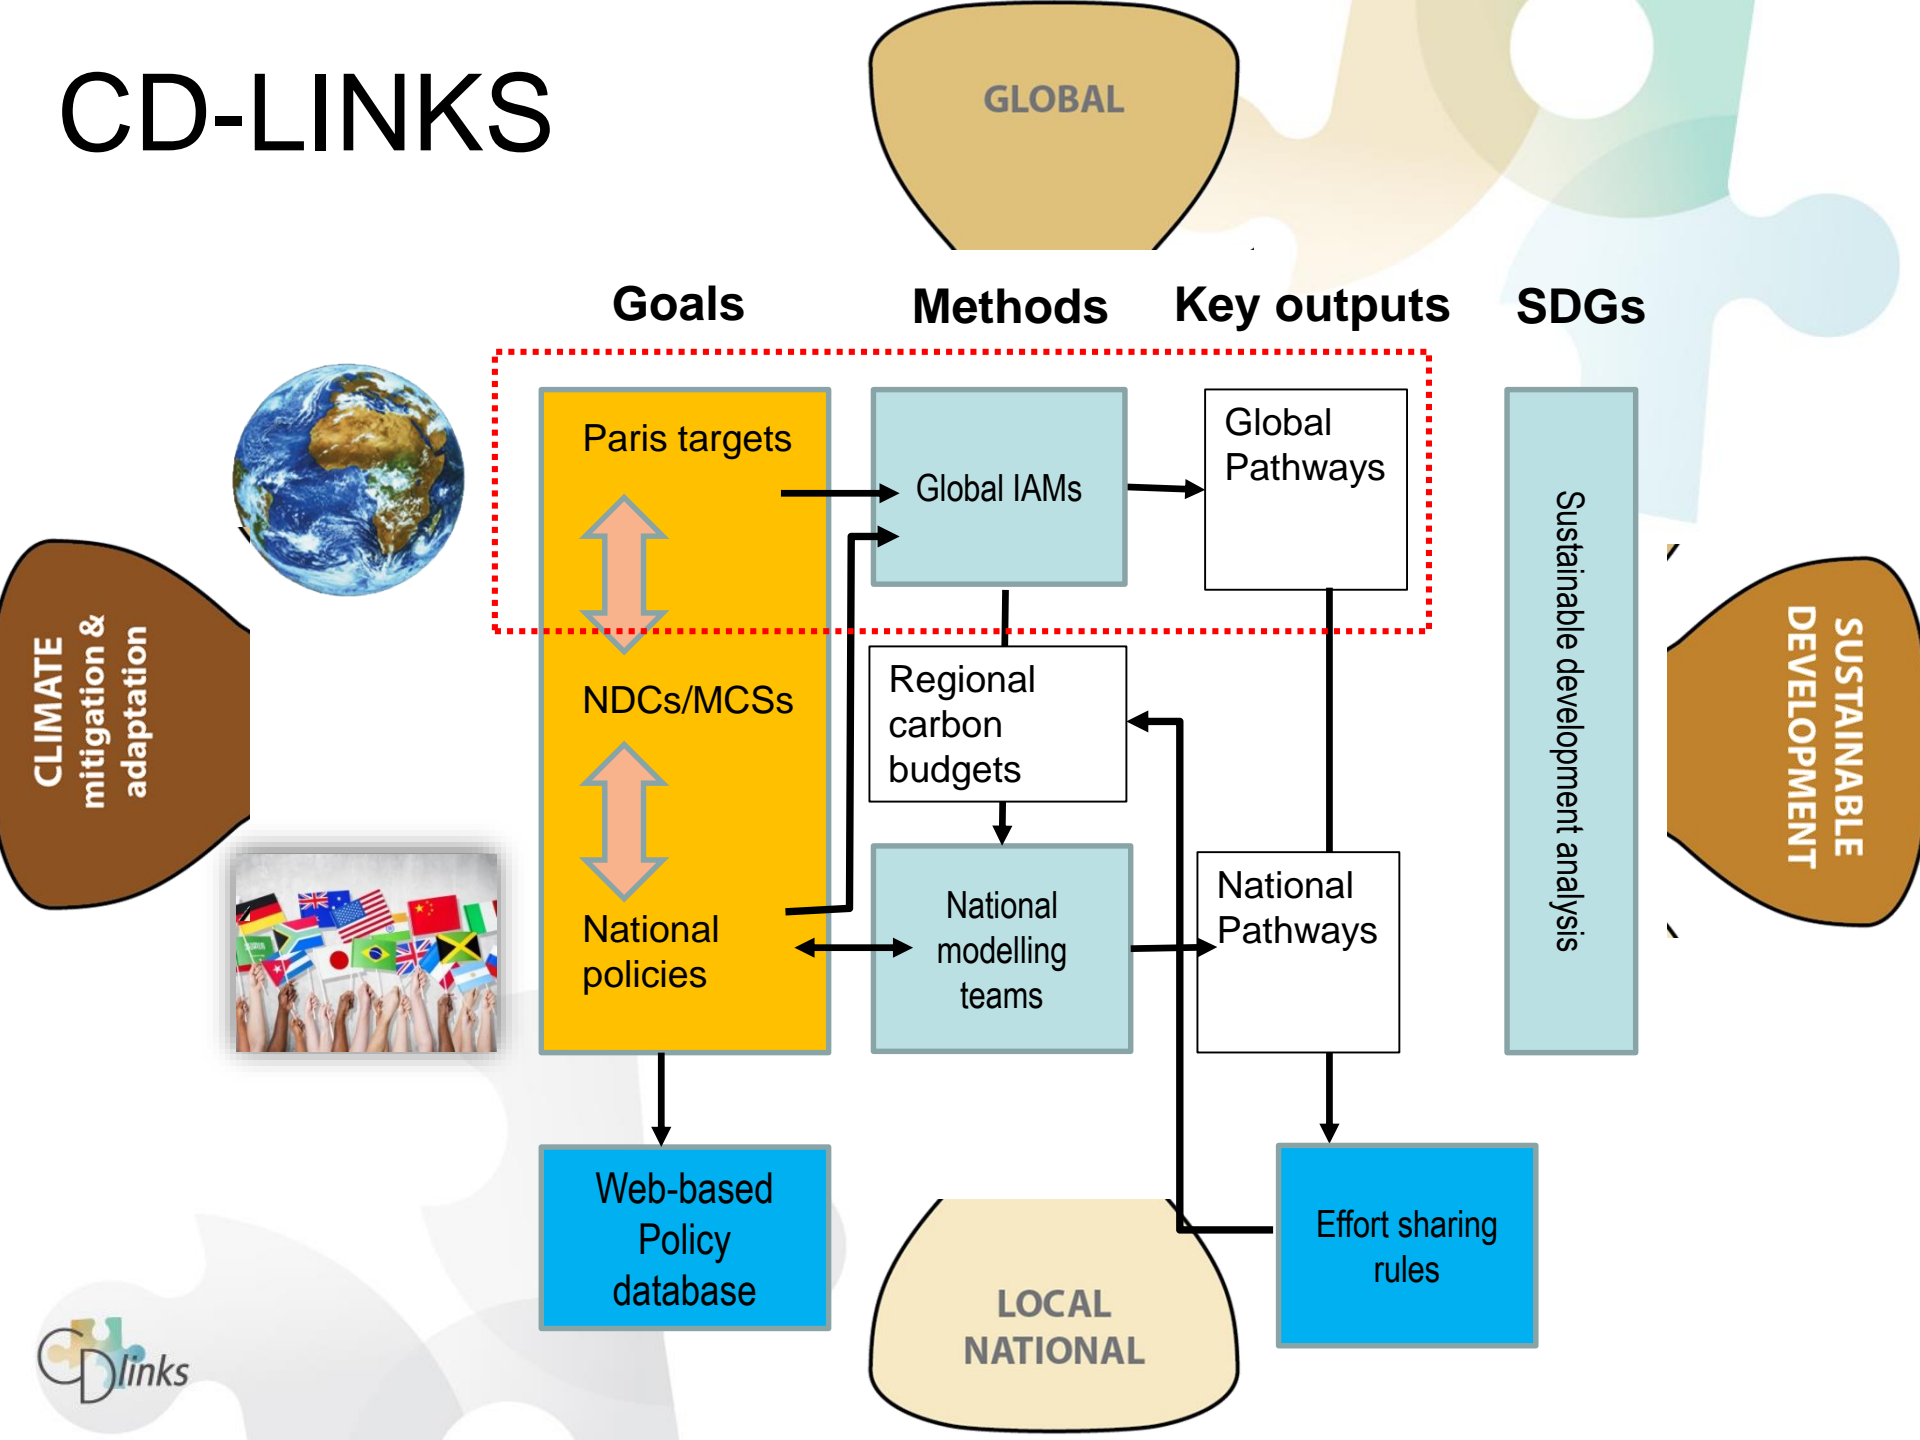 CD-LINKS
GLOBAL
Goals
Methods
Key outputs
SDGs
Paris targets
Global IAMs
Global
Pathways
NDCs/MCSs
Regional
carbon
budgets
National
policies
National
modelling
teams
National
Pathways
Sustainable development analysis
CLIMATE
mitigation &
adaptation
SUSTAINABLE
DEVELOPMENT
Web-based
Policy
database
Effort sharing
rules
LOCAL
NATIONAL
CDlinks